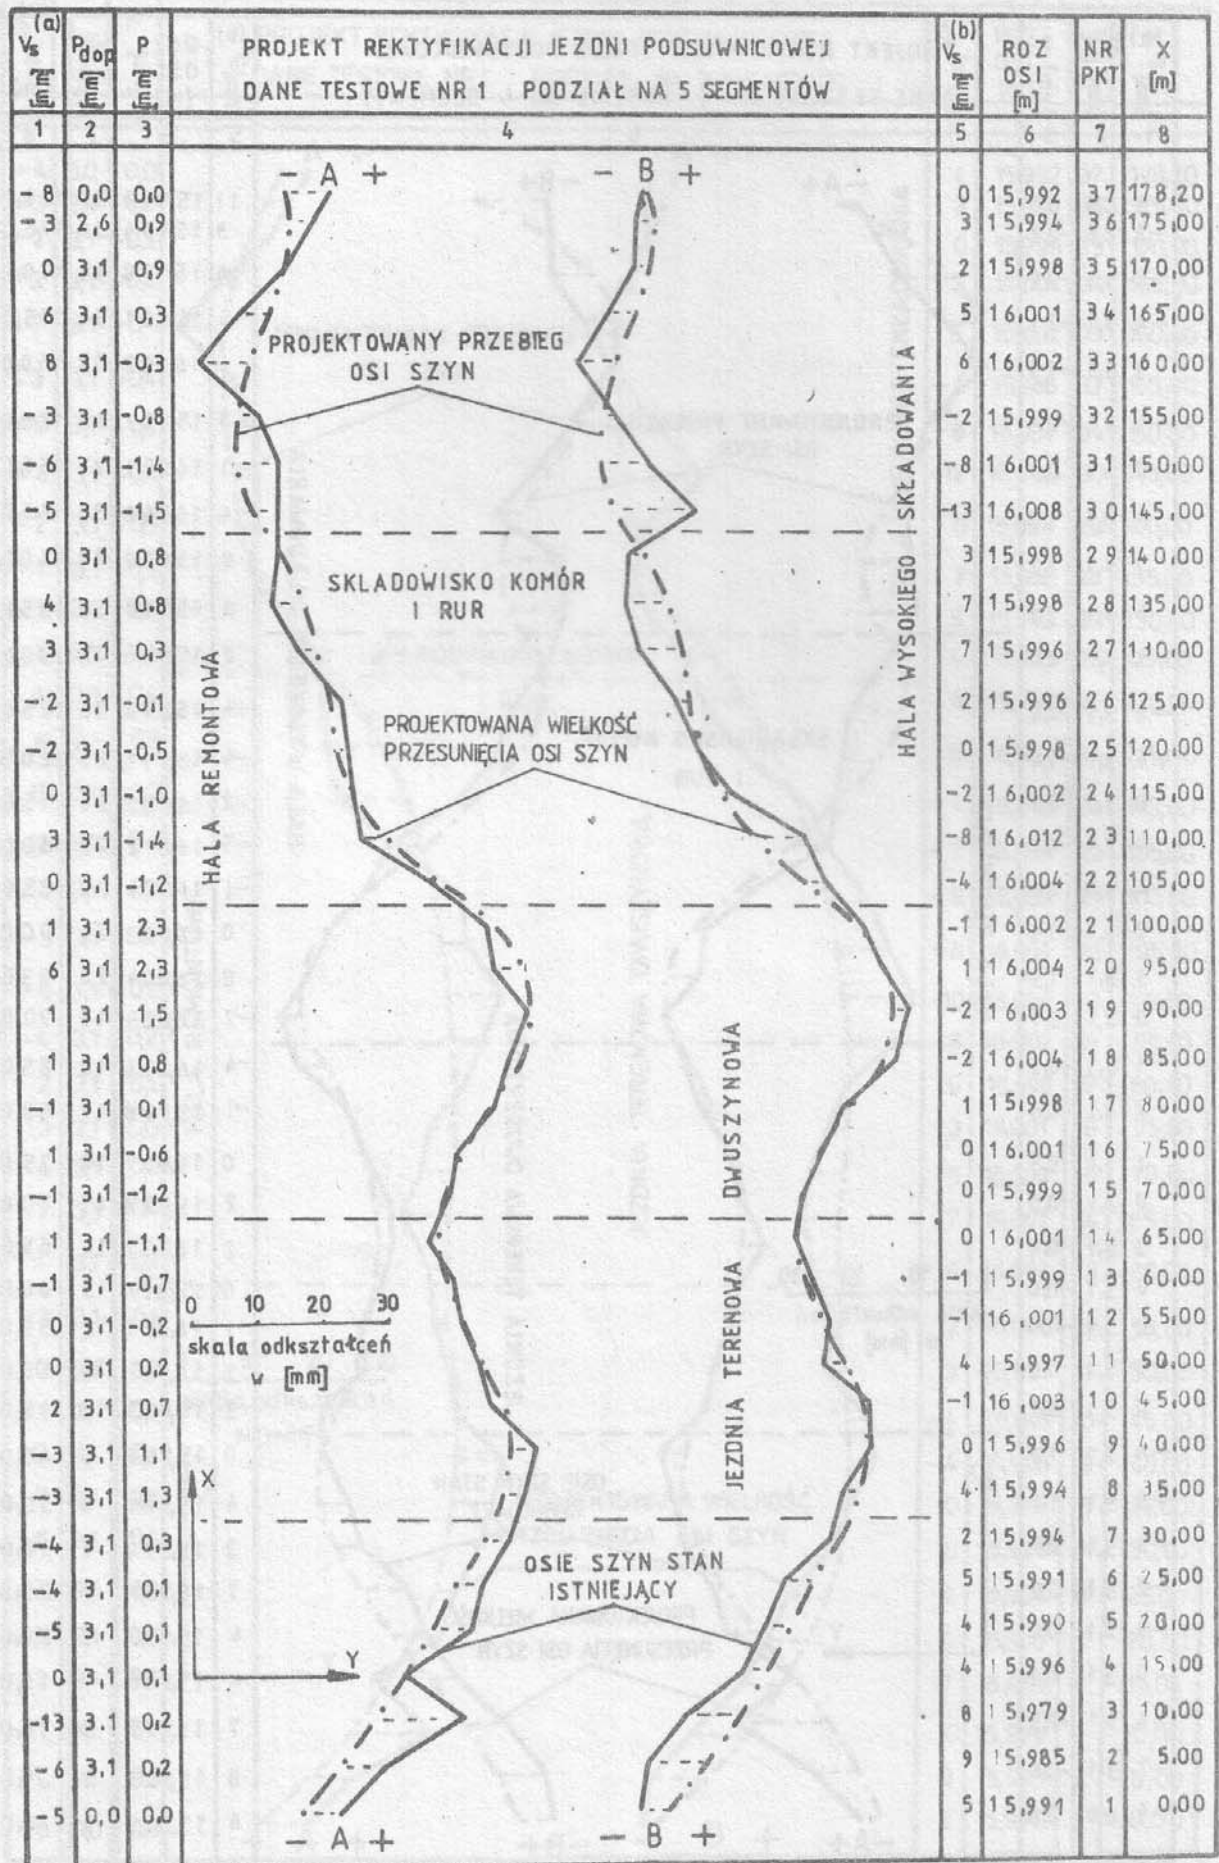 (a) (b)
Vs Pdop P PROJEKT REKTYFIKACJI JEZDNI PODSUWNICOWEJ Vs ROZ NR X
[mm] [mm] [mm] DANE TESTOWE NR 1 PODZIAŁ NA 5 SEGMENTÓW [mm] OSI PKT [m]
[m]
1 2 3 4 5 6 7 8
- A + - B +
-8 0,0 0,0 0 15,992 37 178,20
-3 2,6 0,9 3 15,994 36 175,00
0 3,1 0,9 2 15,998 35 170,00
6 3,1 0,3 5 16,001 34 165,00
PROJEKTOWANY PRZEBIEG
OSI SZYN
8 3,1 -0,3 6 16,002 33 160,00
-3 3,1 -0,8 -2 15,999 32 155,00
-6 3,1 -1,4 -8 16,001 31 150,00
-5 3,1 -1,5 -13 16,008 30 145,00
0 3,1 0,8 3 15,998 29 140,00
SKŁADOWISKO KOMÓR
I RUR
4 3,1 0,8 7 15,998 28 135,00
3 3,1 0,3 7 15,996 27 130,00
-2 3,1 -0,1 2 15,996 26 125,00
PROJEKTOWANA WIELKOŚĆ
PRZESUNIĘCIA OSI SZYN
-2 3,1 -0,5 0 15,998 25 120,00
0 3,1 -1,0 -2 16,002 24 115,00
3 3,1 -1,4 -8 16,012 23 110,00
0 3,1 -1,2 -4 16,004 22 105,00
1 3,1 2,3 -1 16,002 21 100,00
6 3,1 2,3 1 16,004 20 95,00
1 3,1 1,5 -2 16,003 19 90,00
1 3,1 0,8 -2 16,004 18 85,00
-1 3,1 0,1 1 15,998 17 80,00
1 3,1 -0,6 0 16,001 16 75,00
-1 3,1 -1,2 0 15,999 15 70,00
1 3,1 -1,1 0 16,001 14 65,00
-1 3,1 -0,7 -1 15,999 13 60,00
0 10 20 30
0 3,1 -0,2 -1 16,001 12 55,00
skala odkształceń
w [mm]
0 3,1 0,2 4 15,997 11 50,00
2 3,1 0,7 -1 16,003 10 45,00
-3 3,1 1,1 0 15,996 9 40,00
X
-3 3,1 1,3 4 15,994 8 35,00
-4 3,1 0,3 2 15,994 7 30,00
OSIE SZYN STAN
ISTNIEJĄCY
-4 3,1 0,1 5 15,991 6 25,00
-5 3,1 0,1 4 15,990 5 20,00
Y
0 3,1 0,1 4 15,996 4 15,00
-13 3.1 0,2 8 15,979 3 10,00
-6 3,1 0,2 9 15,985 2 5.00
-5 0,0 0.0 5 15,991 1 0,00
- A + - B +
HALA REMONTOWA
HALA WYSOKIEGO SKŁADOWANIA
JEZDNIA TERENOWA DWUSZYNOWA